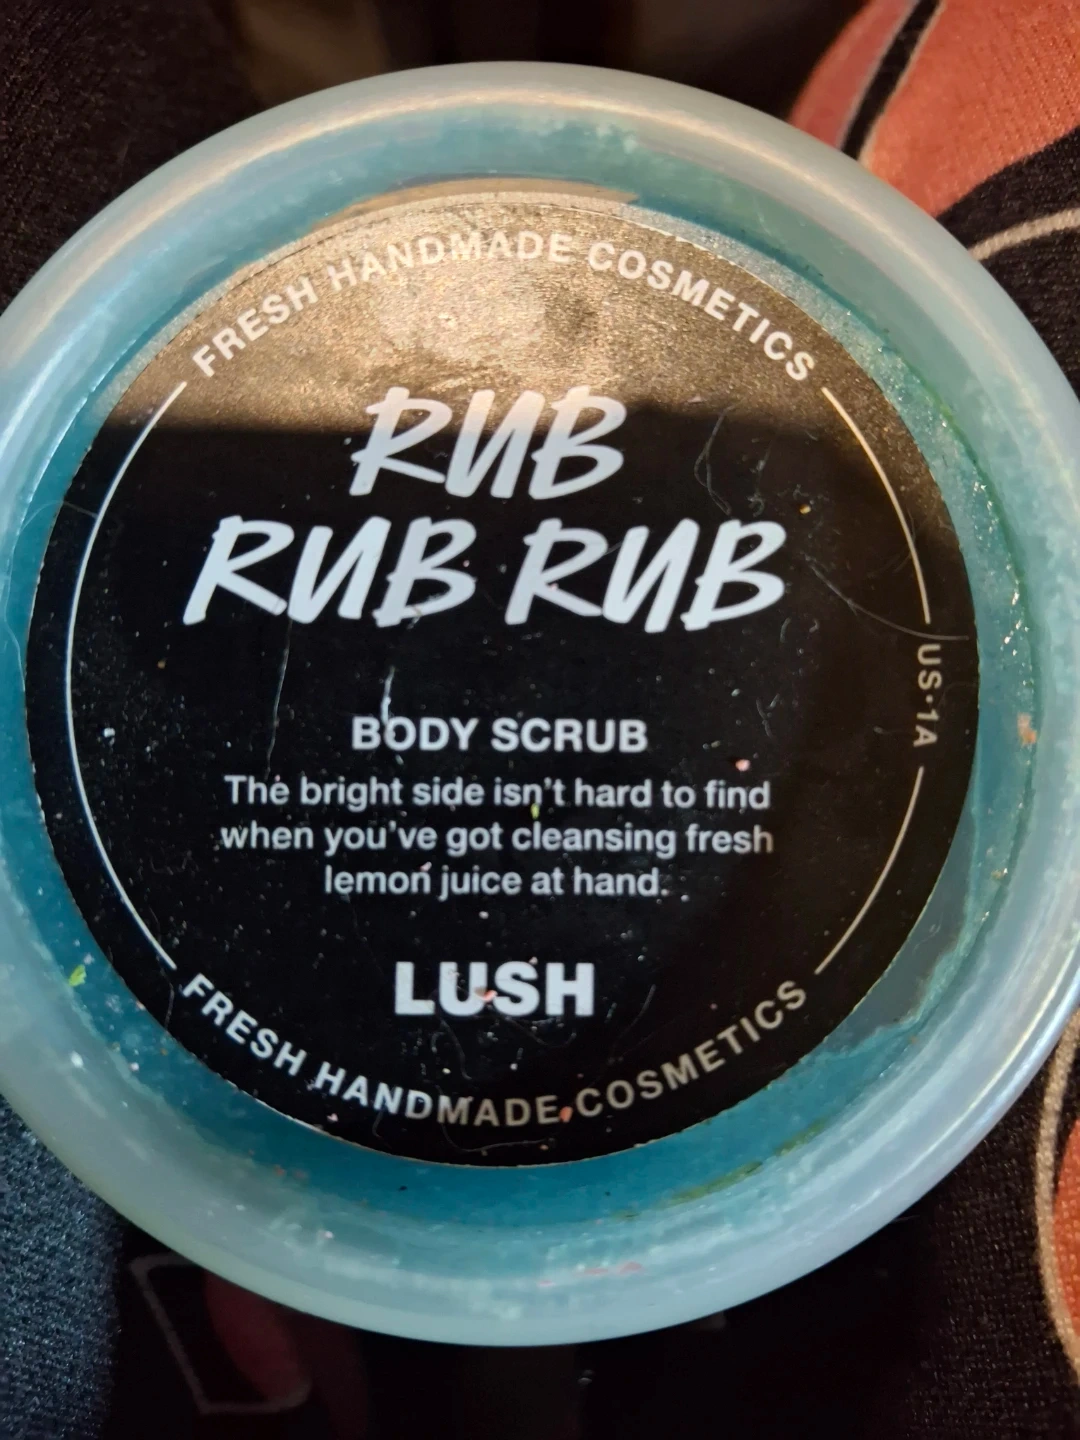 FRESH HANDMADE COSMETICS
RUB
RUB RUB
US·1A
BODY SCRUB
The bright side isn't hard to find
when you've got cleansing fresh
lemon juice at hand.
LUSH
FRESH HANDMADE COSMETICS